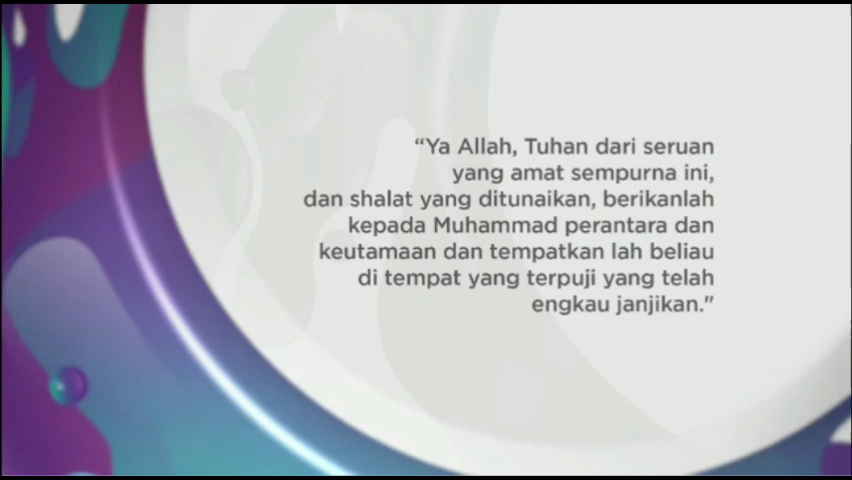 “Ya Allah, Tuhan dari seruan
yang amat sempurna ini,
dan shalat yang ditunaikan, berikanlah
kepada Muhammad perantara dan
keutamaan dan tempatkan lah beliau
di tempat yang terpuji yang telah
engkau janjikan."